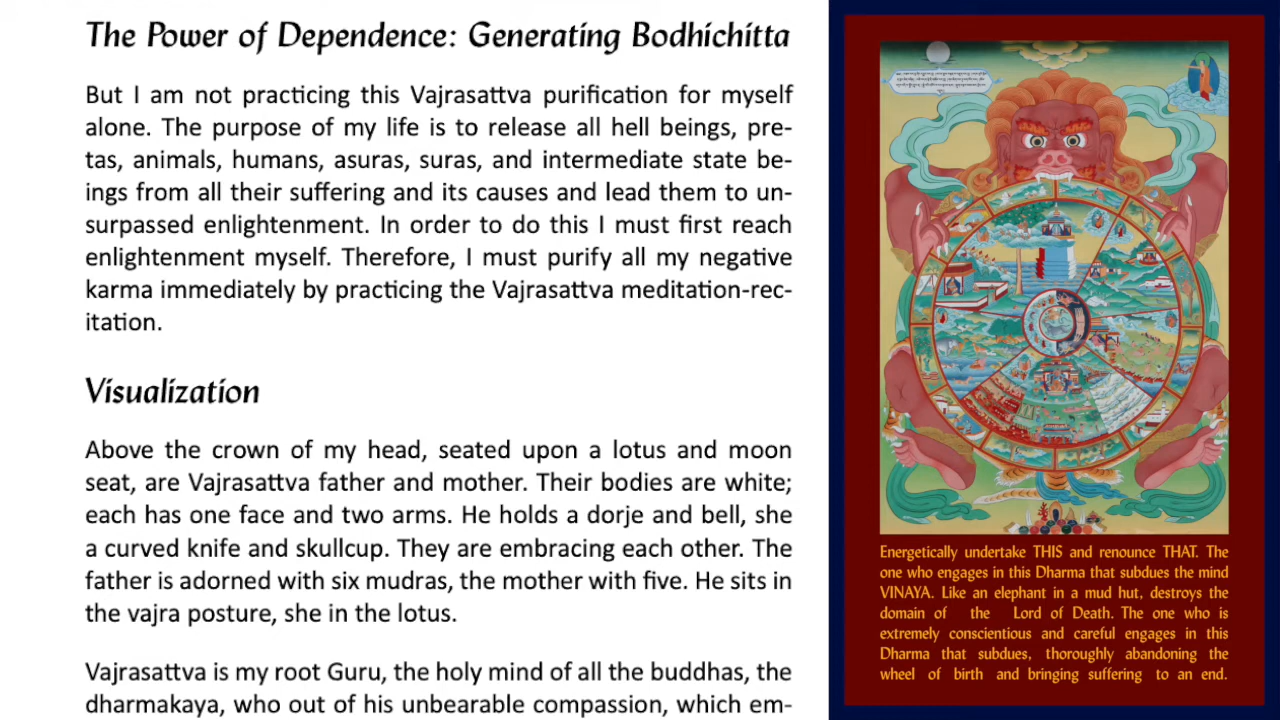 The Power of Dependence: Generating Bodhichitta
But I am not practicing this Vajrasattva purification for myself
alone. The purpose of my life is to release all hell beings, pre-
tas, animals, humans, asuras, suras, and intermediate state be-
ings from all their suffering and its causes and lead them to un-
surpassed enlightenment. In order to do this I must first reach
enlightenment myself. Therefore, I must purify all my negative
karma immediately by practicing the Vajrasattva meditation-rec-
itation.
Visualization
Above the crown of my head, seated upon a lotus and moon
seat, are Vajrasattva father and mother. Their bodies are white;
each has one face and two arms. He holds a dorje and bell, she
a curved knife and skullcup. They are embracing each other. The
father is adorned with six mudras, the mother with five. He sits in
the vajra posture, she in the lotus.
Vajrasattva is my root Guru, the holy mind of all the buddhas, the
dharmakaya, who out of his unbearable compassion, which em-
Energetically undertake THIS and renounce THAT. The
one who engages in this Dharma that subdues the mind
VINAYA. Like an elephant in a mud hut, destroys the
domain of the Lord of Death. The one who is
extremely conscientious and careful engages in this
Dharma that subdues, thoroughly abandoning the
wheel of birth and bringing suffering to an end.